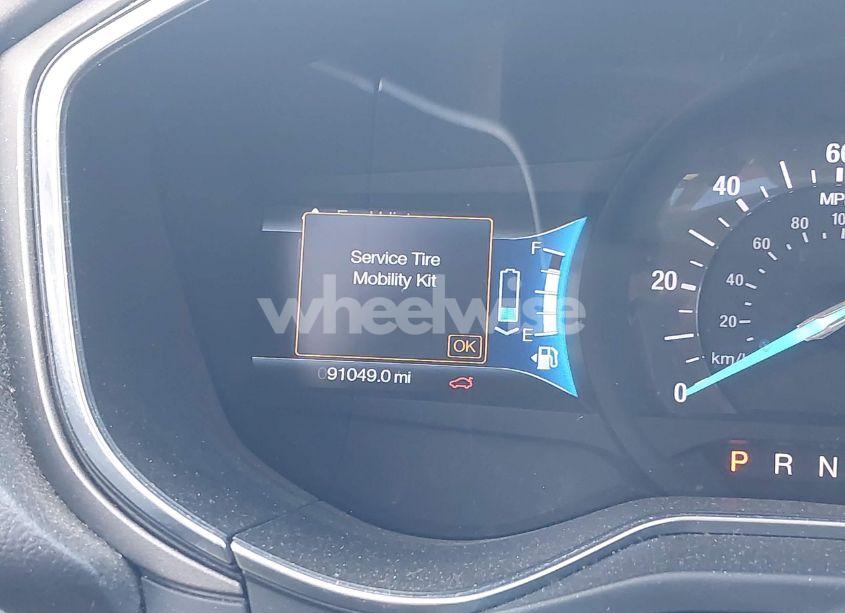 Service Tire
Mobility Kit
OK
F
E
091049.0 mi
wheelwise
60
40
20
0
MP
10
80
60
40
20
km/
P R N